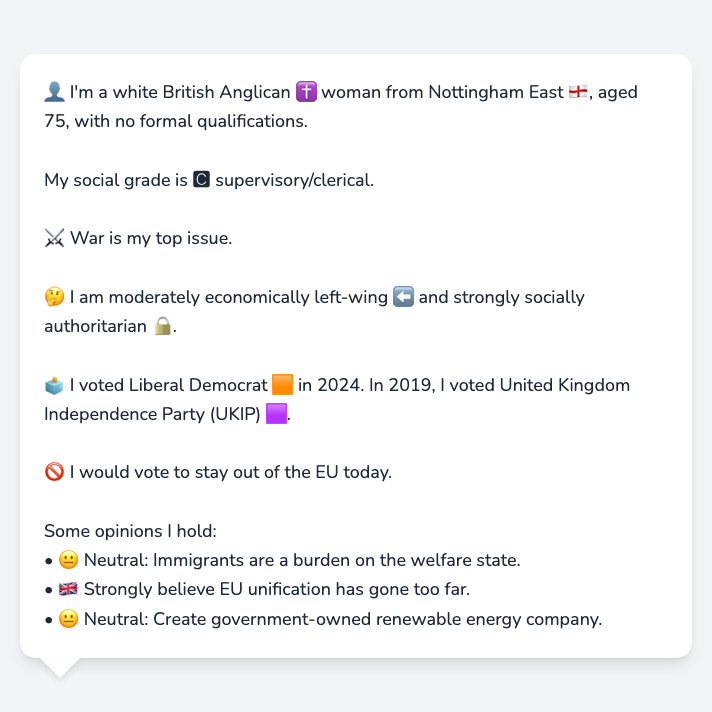 👤 I'm a white British Anglican ✝️ woman from Nottingham East 🏴󠁧󠁢󠁥󠁮󠁧󠁿, aged
75, with no formal qualifications.
My social grade is 🅲 supervisory/clerical.
⚔️ War is my top issue.
🤔 I am moderately economically left-wing ⬅️ and strongly socially
authoritarian 🔒.
🗳️ I voted Liberal Democrat 🟧 in 2024. In 2019, I voted United Kingdom
Independence Party (UKIP) 🟪.
🚫 I would vote to stay out of the EU today.
Some opinions I hold:
• 😐 Neutral: Immigrants are a burden on the welfare state.
• 🇬🇧 Strongly believe EU unification has gone too far.
• 😐 Neutral: Create government-owned renewable energy company.